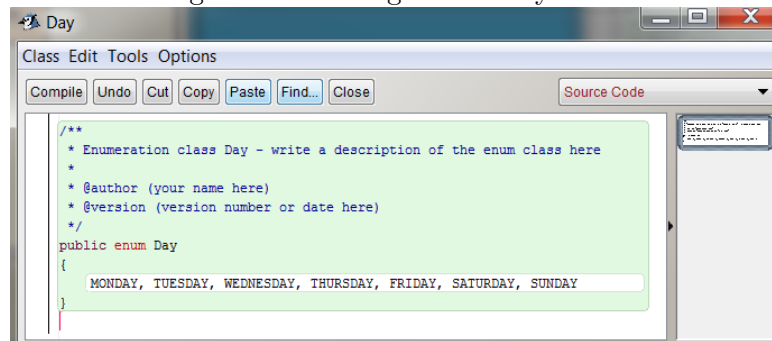 Day
Class Edit Tools Options
Compile Undo Cut Copy Paste Find... Close Source Code
/**
* Enumeration class Day - write a description of the enum class here
*
* @author (your name here)
* @version (version number or date here)
*/
public enum Day
{
MONDAY, TUESDAY, WEDNESDAY, THURSDAY, FRIDAY, SATURDAY, SUNDAY
}